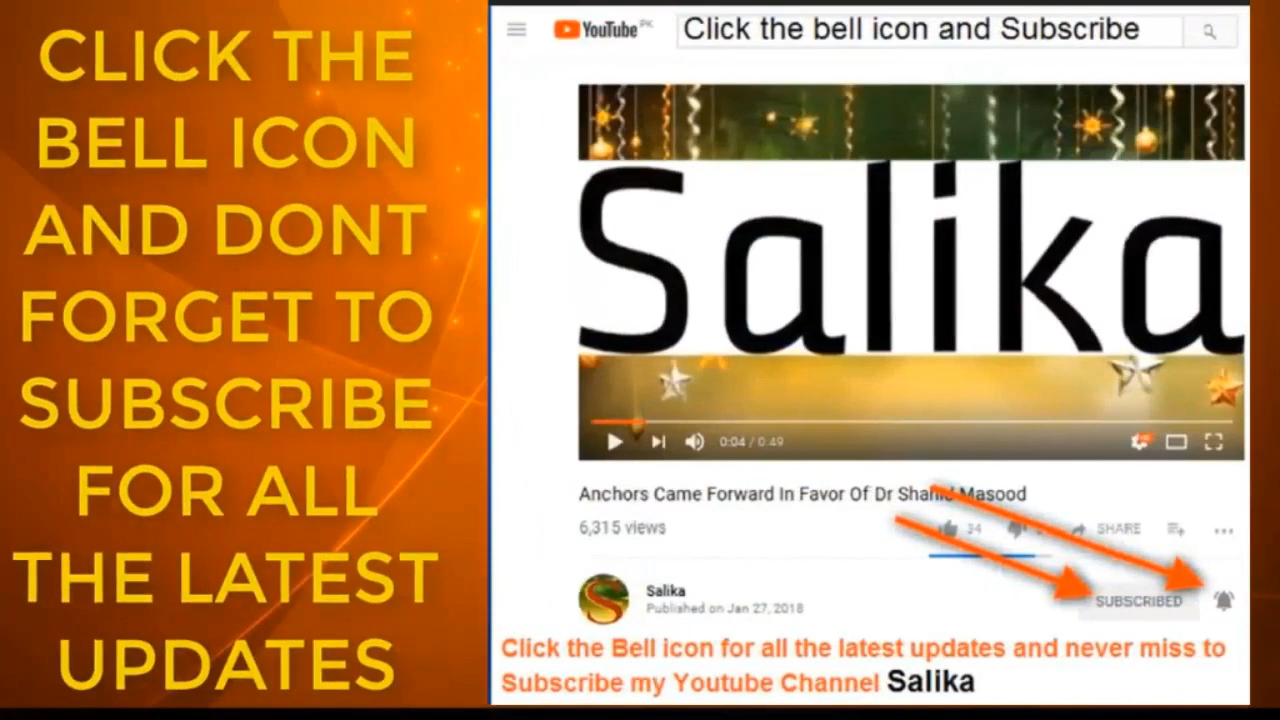 CLICK THE
BELL ICON
AND DONT
FORGET TO
SUBSCRIBE
FOR ALL
THE LATEST
UPDATES
YouTube PK
Click the bell icon and Subscribe
Salika
0:04 / 0:49
Anchors Came Forward In Favor Of Dr Shahid Masood
6,315 views
34
SHARE
Salika
Published on Jan 27, 2018
SUBSCRIBED
Click the Bell icon for all the latest updates and never miss to
Subscribe my Youtube Channel Salika